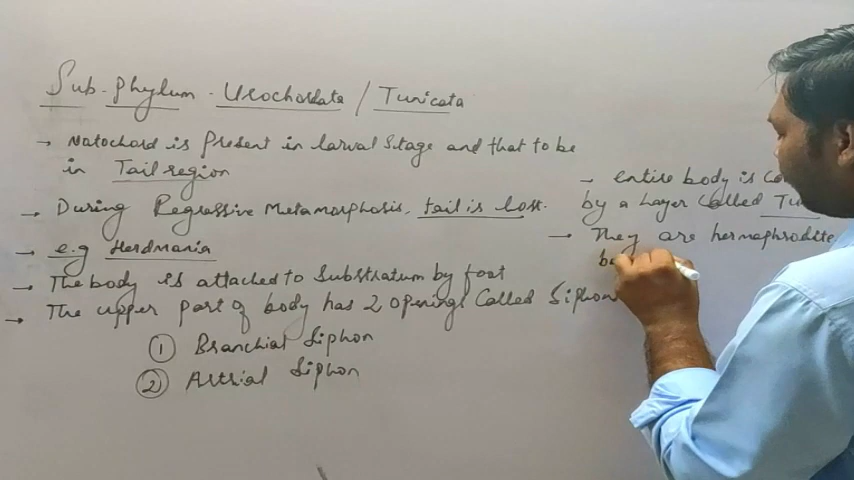 Sub-Phylum - Urochordata / Tunicata
→ Notochord is Present in larval Stage and that to be
in Tail region
→ During Regressive Metamorphosis, tail is lost.
→ e.g Herdmania
→ The body is attached to Substratum by foot
→ The upper part of body has 2 Openings Called Siphon
① Branchial Siphon
② Atrial Siphon
→ entire body is
by a Layer Called
→ They are hermaphrodite